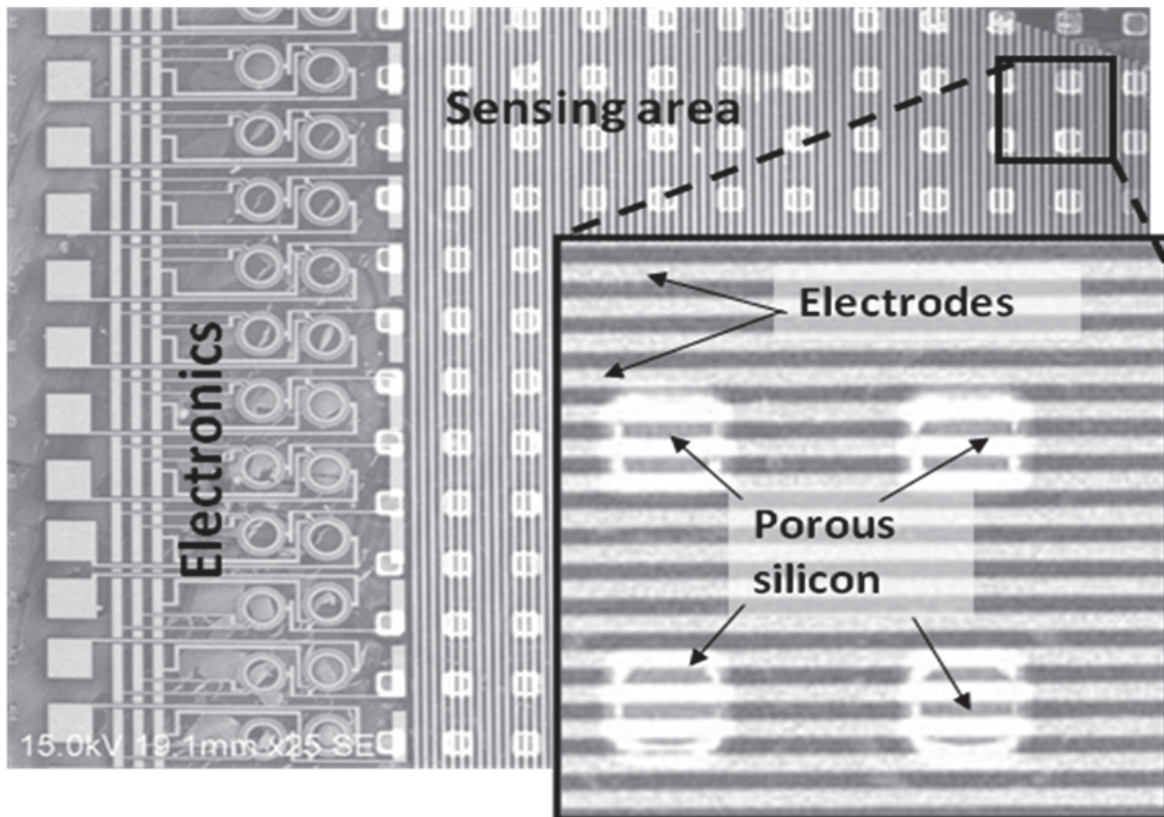 Sensing area
Electronics
Electrodes
Porous
silicon
15.0kV 19.1mm x25 SE